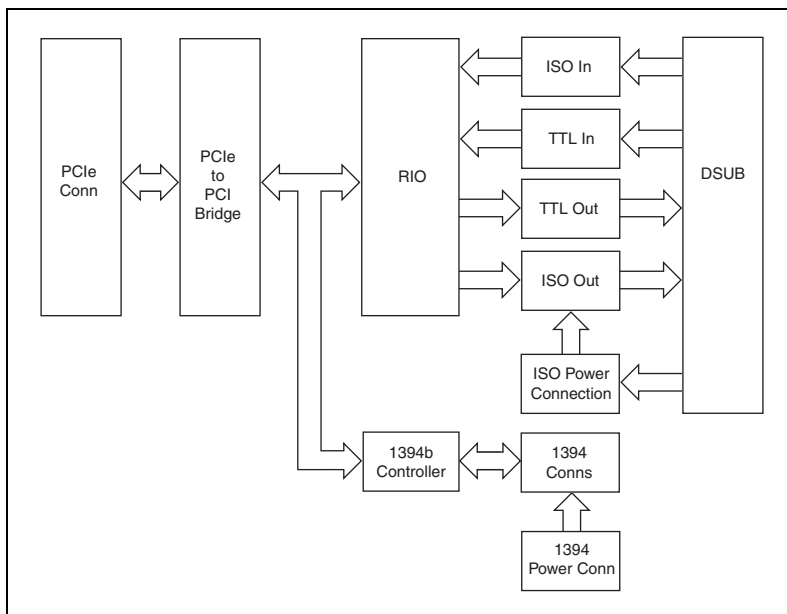 PCIe
Conn
PCIe
to
PCI
Bridge
RIO
ISO In
TTL In
TTL Out
ISO Out
ISO Power
Connection
DSUB
1394b
Controller
1394
Conns
1394
Power Conn